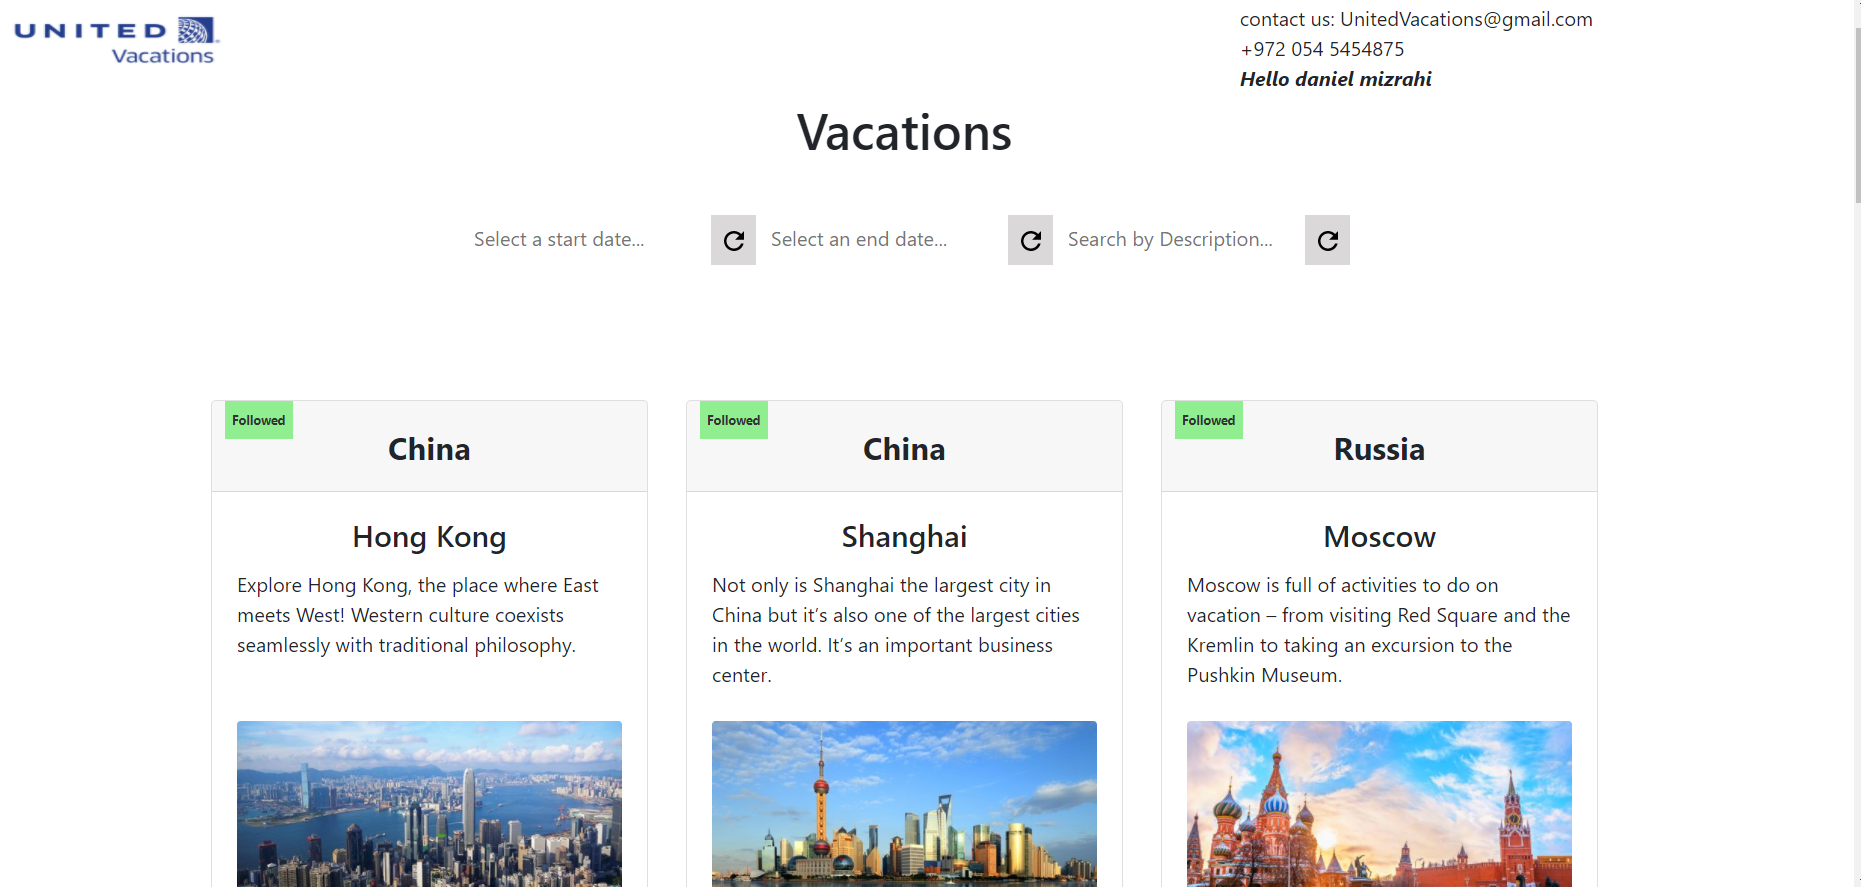 UNITED
Vacations
contact us: UnitedVacations@gmail.com
+972 054 5454875
Hello daniel mizrahi
Vacations
Select a start date...
Select an end date...
Search by Description...
Followed
China
Hong Kong
Explore Hong Kong, the place where East
meets West! Western culture coexists
seamlessly with traditional philosophy.
Followed
China
Shanghai
Not only is Shanghai the largest city in
China but it’s also one of the largest cities
in the world. It’s an important business
center.
Followed
Russia
Moscow
Moscow is full of activities to do on
vacation – from visiting Red Square and the
Kremlin to taking an excursion to the
Pushkin Museum.